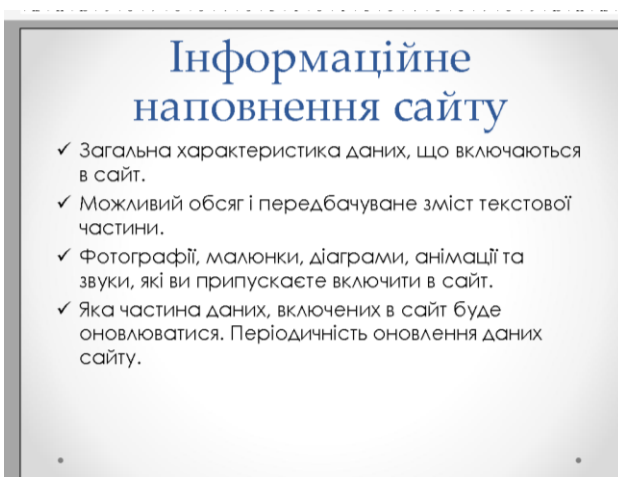 Інформаційне
наповнення сайту
✓ Загальна характеристика даних, що включаються
в сайт.
✓ Можливий обсяг і передбачуване зміст текстової
частини.
✓ Фотографії, малюнки, діаграми, анімації та
звуки, які ви припускаєте включити в сайт.
✓ Яка частина даних, включених в сайт буде
оновлюватися. Періодичність оновлення даних
сайту.